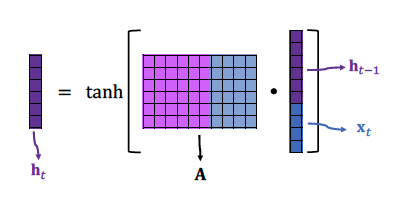 = tanh [ · ]
h_{t-1}
x_t
h_t
A